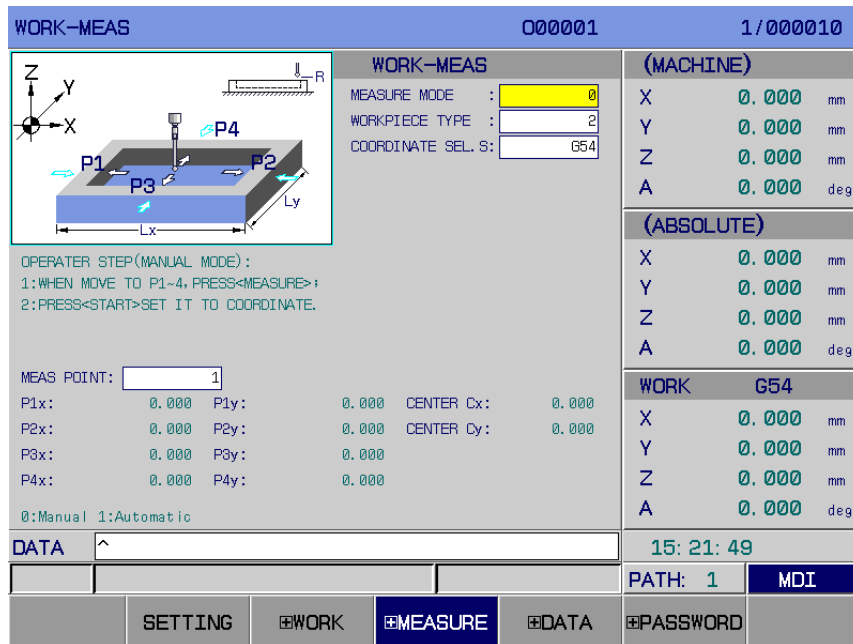 WORK-MEAS O00001 1/000010
Z
Y
X
R
P4
P1
P2
P3
Ly
Lx
WORK-MEAS
MEASURE MODE : 0
WORKPIECE TYPE : 2
COORDINATE SEL.S: G54
OPERATER STEP(MANUAL MODE):
1:WHEN MOVE TO P1~4,PRESS<MEASURE>;
2:PRESS<START>SET IT TO COORDINATE.
MEAS POINT: 1
P1x: 0.000 P1y: 0.000 CENTER Cx: 0.000
P2x: 0.000 P2y: 0.000 CENTER Cy: 0.000
P3x: 0.000 P3y: 0.000
P4x: 0.000 P4y: 0.000
0:Manual 1:Automatic
(MACHINE)
X 0.000 mm
Y 0.000 mm
Z 0.000 mm
A 0.000 deg
(ABSOLUTE)
X 0.000 mm
Y 0.000 mm
Z 0.000 mm
A 0.000 deg
WORK G54
X 0.000 mm
Y 0.000 mm
Z 0.000 mm
A 0.000 deg
DATA ^
15:21:49
PATH: 1 MDI
SETTING ⊞WORK ⊞MEASURE ⊞DATA ⊞PASSWORD